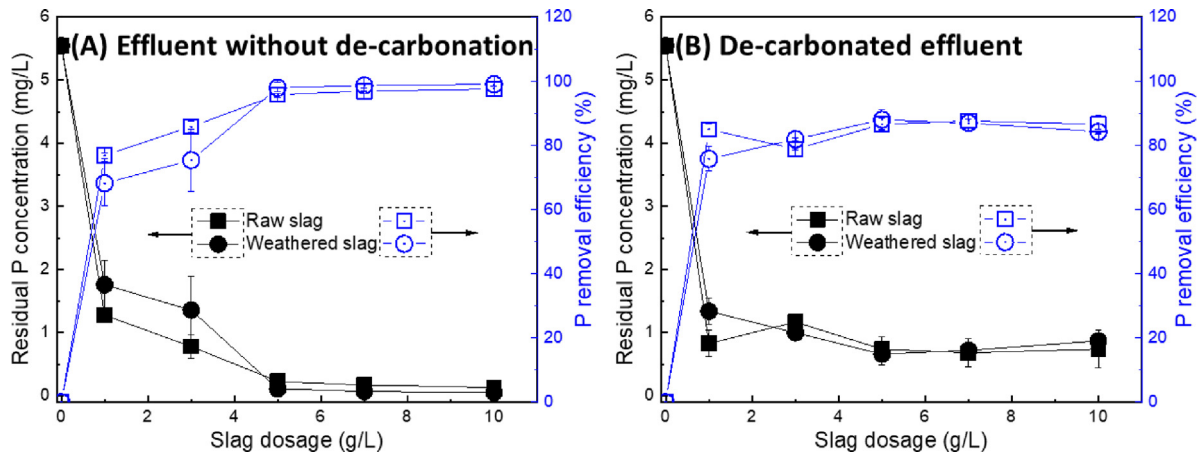 (A) Effluent without de-carbonation
Residual P concentration (mg/L)
6
5
4
3
2
1
0
120
100
80
60
40
20
0
P removal efficiency (%)
Raw slag
Weathered slag
0 2 4 6 8 10
Slag dosage (g/L)
(B) De-carbonated effluent
Residual P concentration (mg/L)
6
5
4
3
2
1
0
120
100
80
60
40
20
0
P removal efficiency (%)
Raw slag
Weathered slag
0 2 4 6 8 10
Slag dosage (g/L)